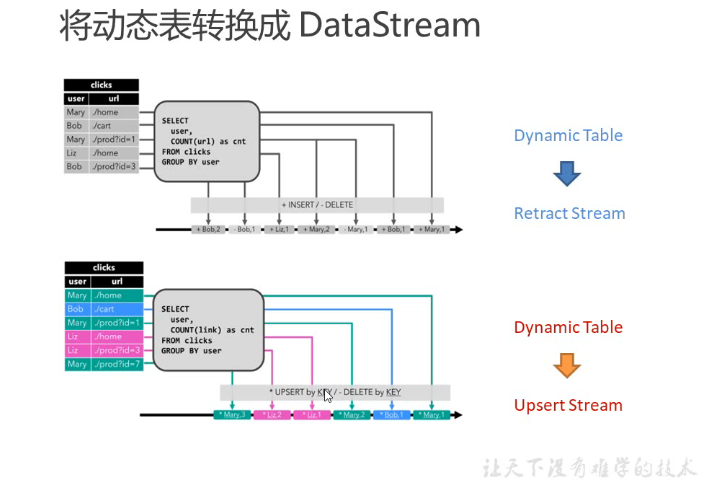 将动态表转换成 DataStream
clicks
user url
Mary ./home
Bob ./cart
Mary ./prod?id=1
Liz ./home
Bob ./prod?id=3
SELECT
user,
COUNT(url) as cnt
FROM clicks
GROUP BY user
+ INSERT / - DELETE
+ Bob,2 - Bob,1 + Liz,1 + Mary,2 - Mary,1 + Bob,1 + Mary,1
Dynamic Table
Retract Stream
clicks
user url
Mary ./home
Bob ./cart
Mary ./prod?id=1
Liz ./home
Liz ./prod?id=3
Mary ./prod?id=7
SELECT
user,
COUNT(link) as cnt
FROM clicks
GROUP BY user
* UPSERT by KEY / - DELETE by KEY
* Mary,3 * Liz,2 * Liz,1 * Mary,2 * Bob,1 * Mary,1
Dynamic Table
Upsert Stream
让天下没有难学的技术